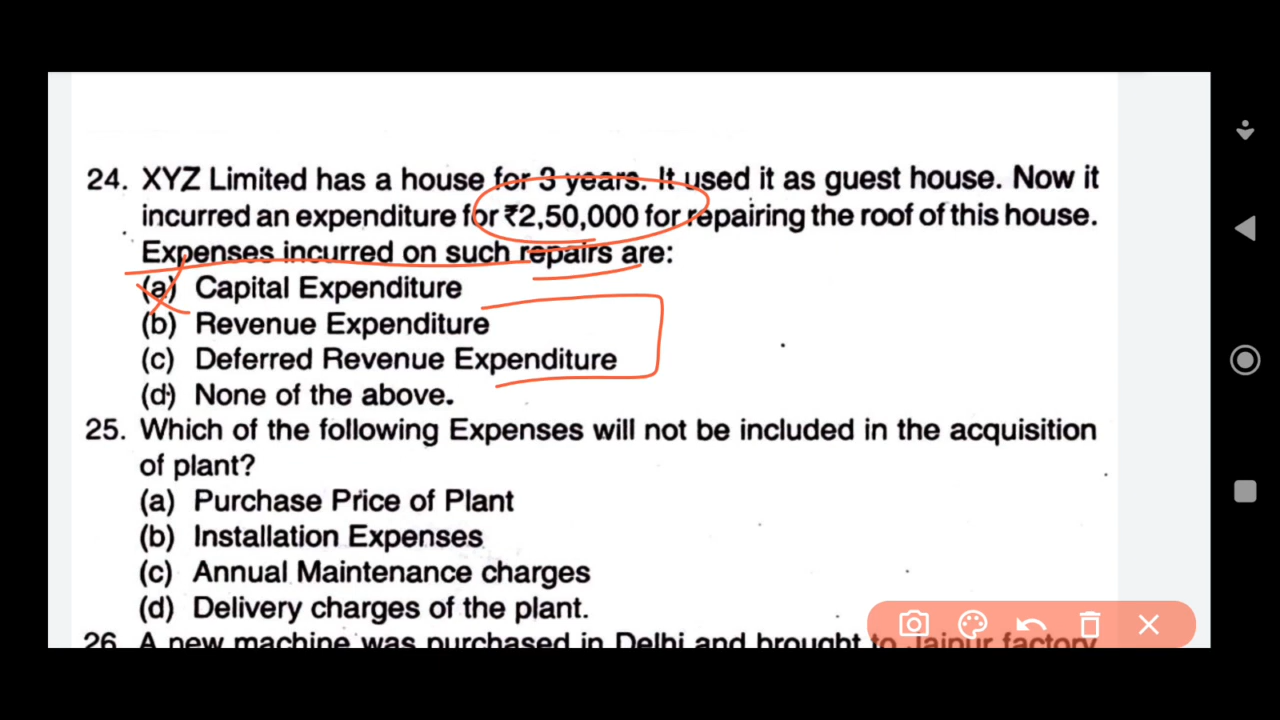 24. XYZ Limited has a house for 3 years. It used it as guest house. Now it
incurred an expenditure for ₹2,50,000 for repairing the roof of this house.
Expenses incurred on such repairs are:
(a) Capital Expenditure
(b) Revenue Expenditure
(c) Deferred Revenue Expenditure
(d) None of the above.
25. Which of the following Expenses will not be included in the acquisition
of plant?
(a) Purchase Price of Plant
(b) Installation Expenses
(c) Annual Maintenance charges
(d) Delivery charges of the plant.
26. A new machine was purchased in Delhi and brought to Jaipur factory